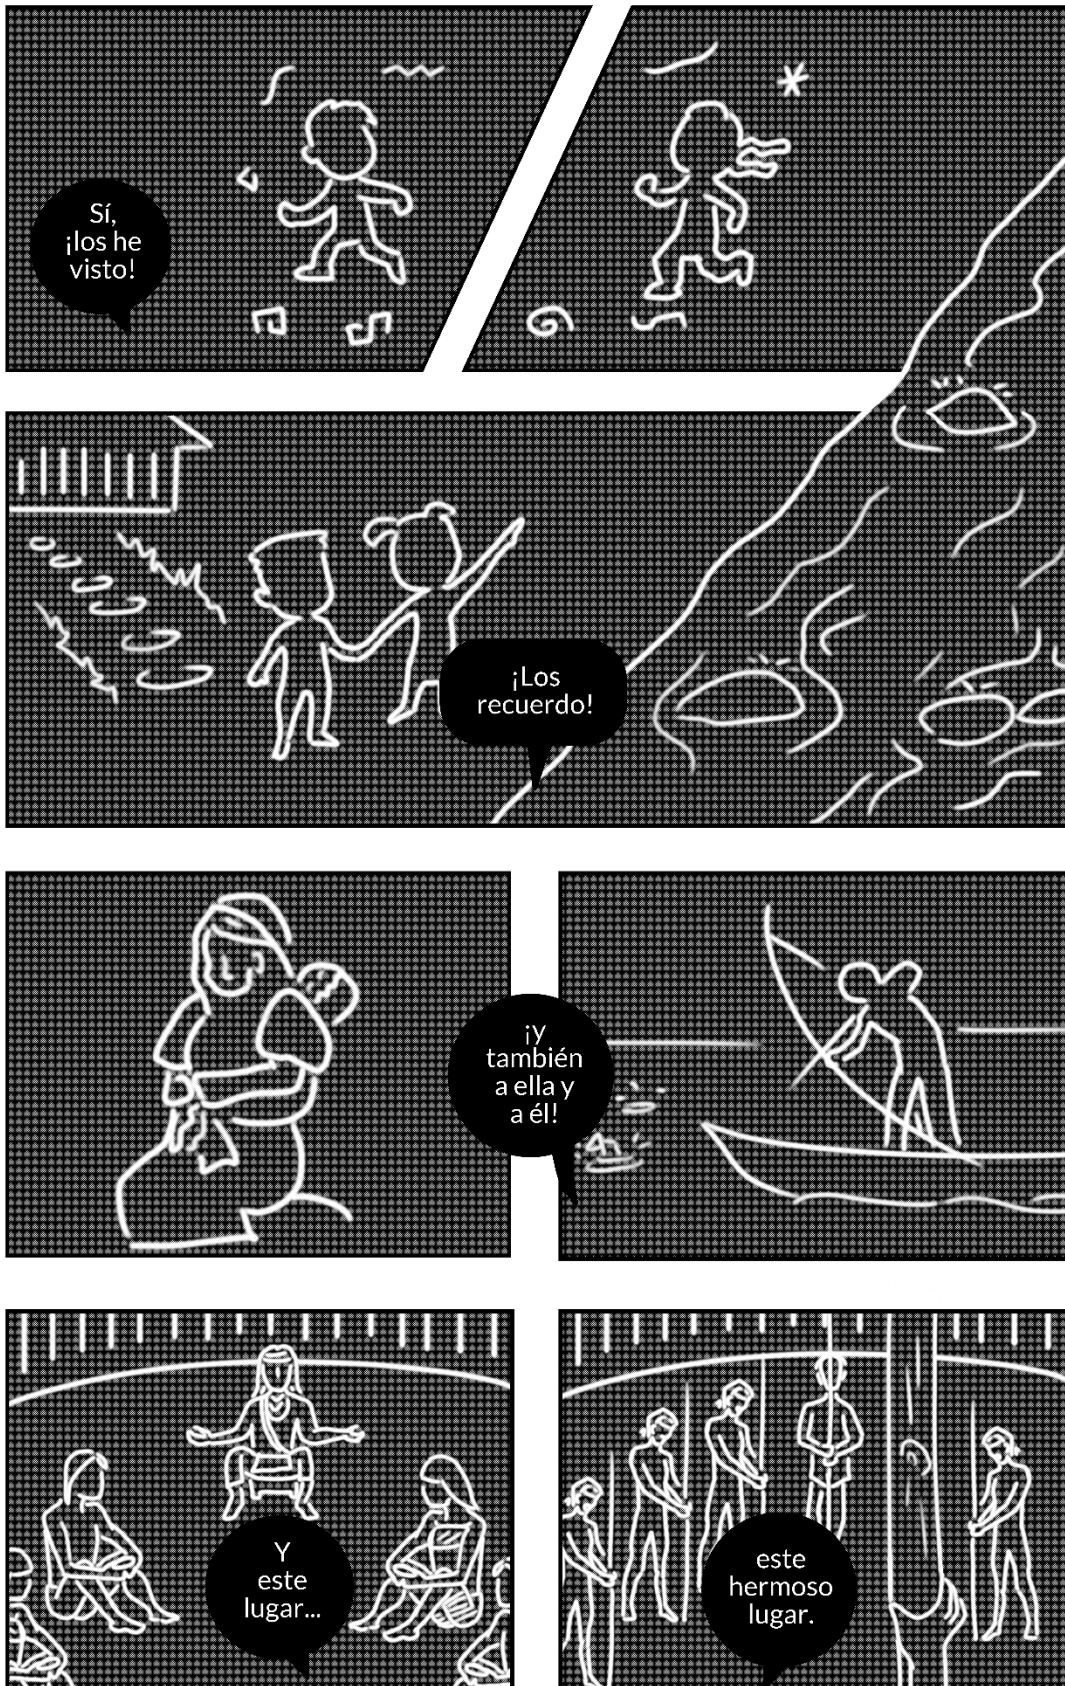 Sí,
¡los he
visto!
¡Los
recuerdo!
¡y
también
a ella y
a él!
Y
este
lugar...
este
hermoso
lugar.